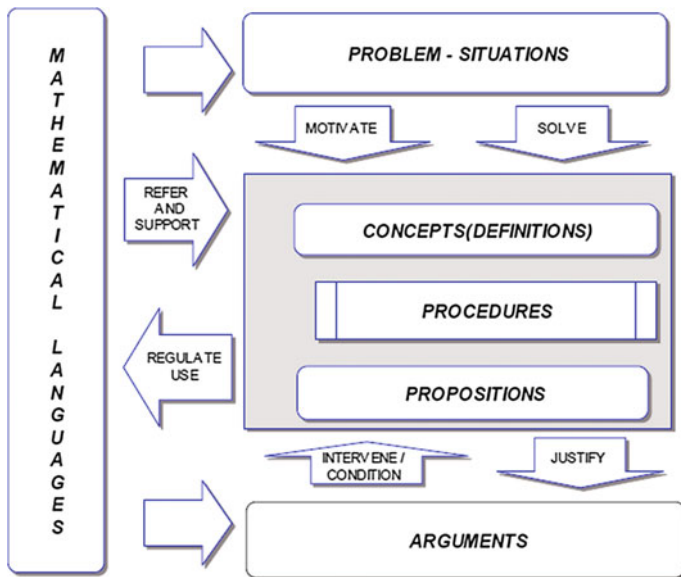 MATHEMATICAL LANGUAGES
PROBLEM - SITUATIONS
MOTIVATE
SOLVE
REFER
AND
SUPPORT
CONCEPTS(DEFINITIONS)
PROCEDURES
REGULATE
USE
PROPOSITIONS
INTERVENE /
CONDITION
JUSTIFY
ARGUMENTS